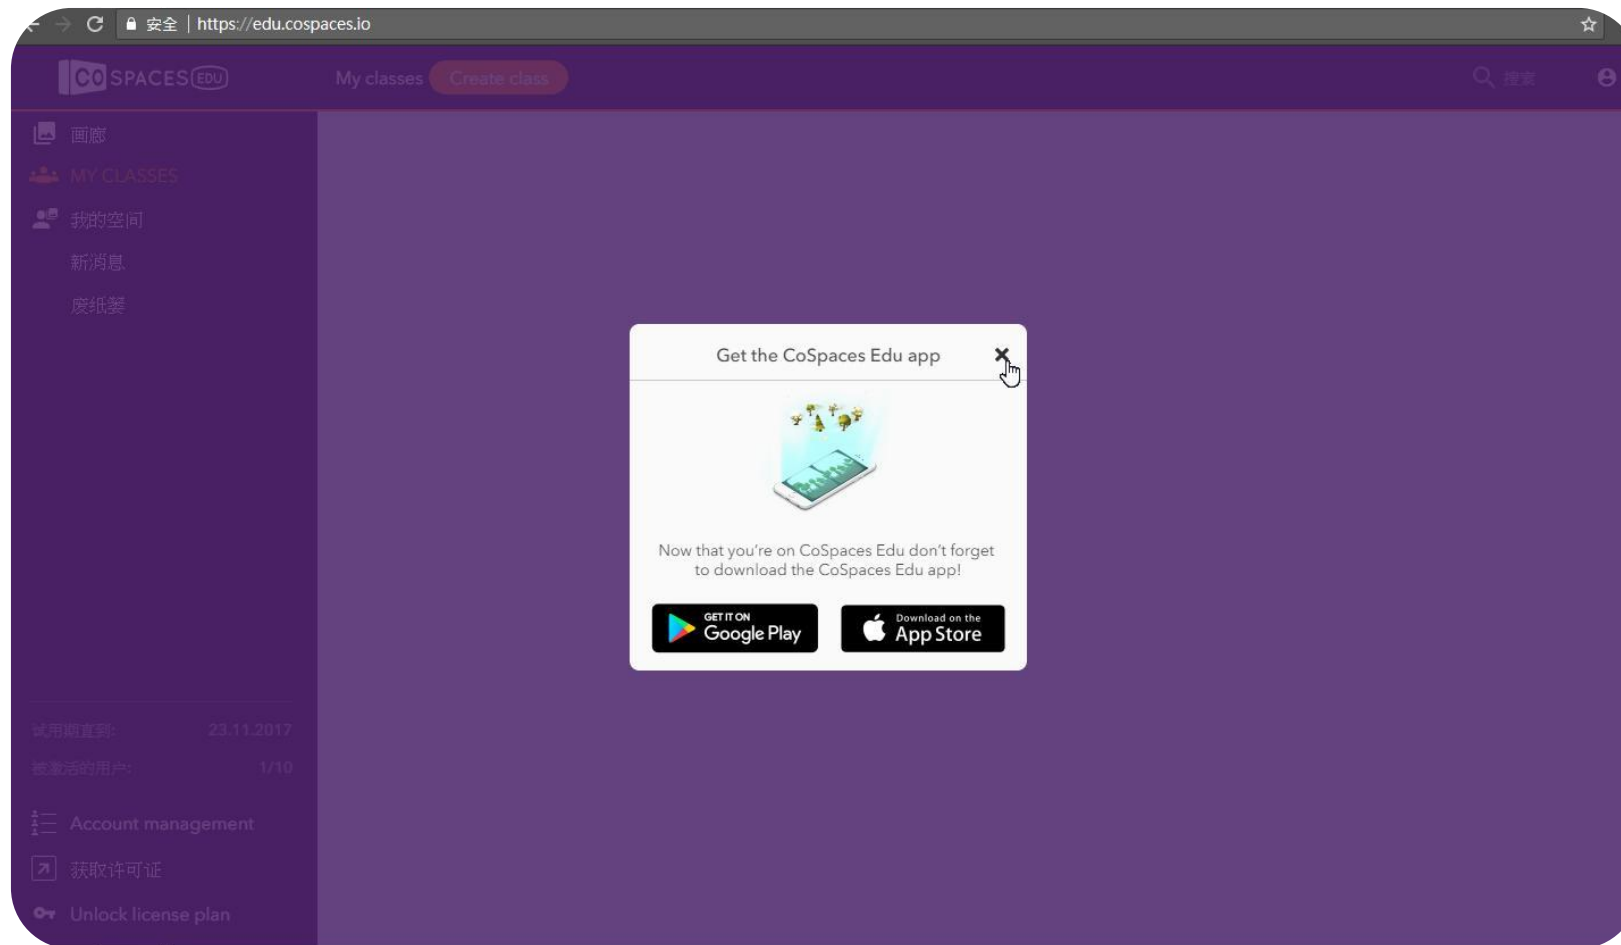 安全 | https://edu.cospaces.io
CO SPACES EDU
My classes Create class
搜索
画廊
MY CLASSES
我的空间
新消息
废纸篓
Get the CoSpaces Edu app
Now that you're on CoSpaces Edu don't forget
to download the CoSpaces Edu app!
GET IT ON
Google Play
Download on the
App Store
试用期直到: 23.11.2017
被激活的用户: 1/10
Account management
获取许可证
Unlock license plan